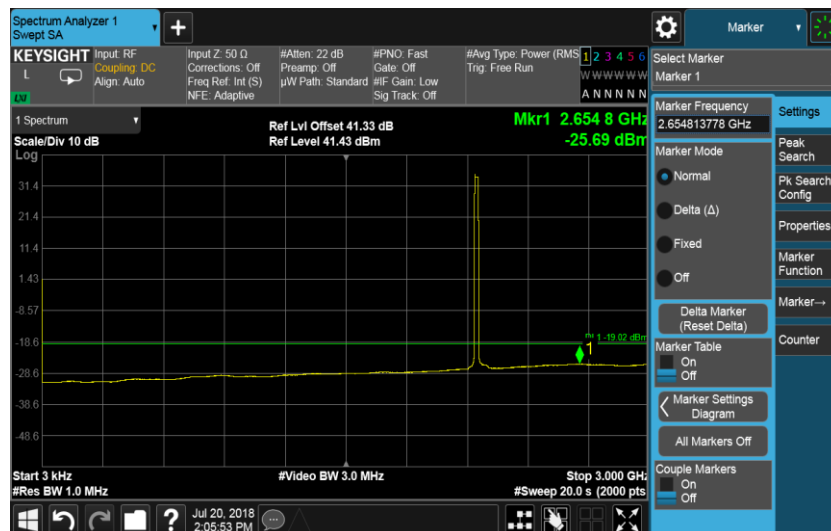 Spectrum Analyzer 1
Swept SA
+
Marker
KEYSIGHT
L
LXI
Input: RF
Coupling: DC
Align: Auto
Input Z: 50 Ω
Corrections: Off
Freq Ref: Int (S)
NFE: Adaptive
#Atten: 22 dB
Preamp: Off
µW Path: Standard
#PNO: Fast
Gate: Off
#IF Gain: Low
Sig Track: Off
#Avg Type: Power (RMS
Trig: Free Run
1 2 3 4 5 6
W W W W W W
A N N N N N
Select Marker
Marker 1
1 Spectrum
Scale/Div 10 dB
Log
Ref Lvl Offset 41.33 dB
Ref Level 41.43 dBm
Mkr1 2.654 8 GHz
-25.69 dBm
31.4
21.4
11.4
1.43
-8.57
-18.6
-28.6
-38.6
-48.6
DL1 -19.02 dBm
1
Start 3 kHz
#Res BW 1.0 MHz
#Video BW 3.0 MHz
Stop 3.000 GHz
#Sweep 20.0 s (2000 pts
Marker Frequency
2.654813778 GHz
Marker Mode
Normal
Delta (Δ)
Fixed
Off
Delta Marker
(Reset Delta)
Marker Table
On
Off
Marker Settings
Diagram
All Markers Off
Couple Markers
On
Off
Settings
Peak
Search
Pk Search
Config
Properties
Marker
Function
Marker→
Counter
?
Jul 20, 2018
2:05:53 PM